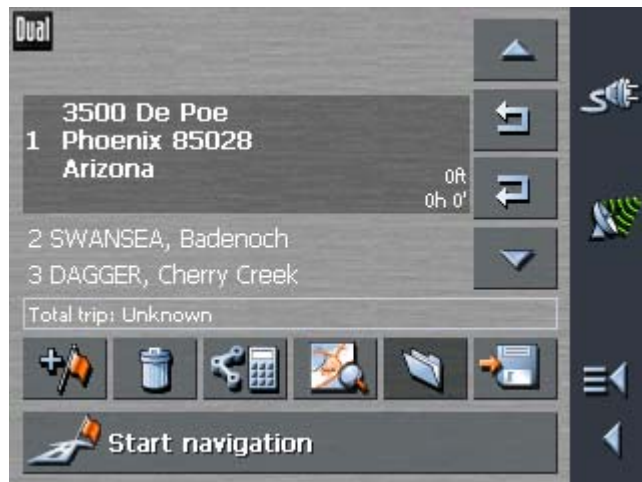 Dual
3500 De Poe
1 Phoenix 85028
Arizona
0ft
0h 0'
2 SWANSEA, Badenoch
3 DAGGER, Cherry Creek
Total trip: Unknown
Start navigation